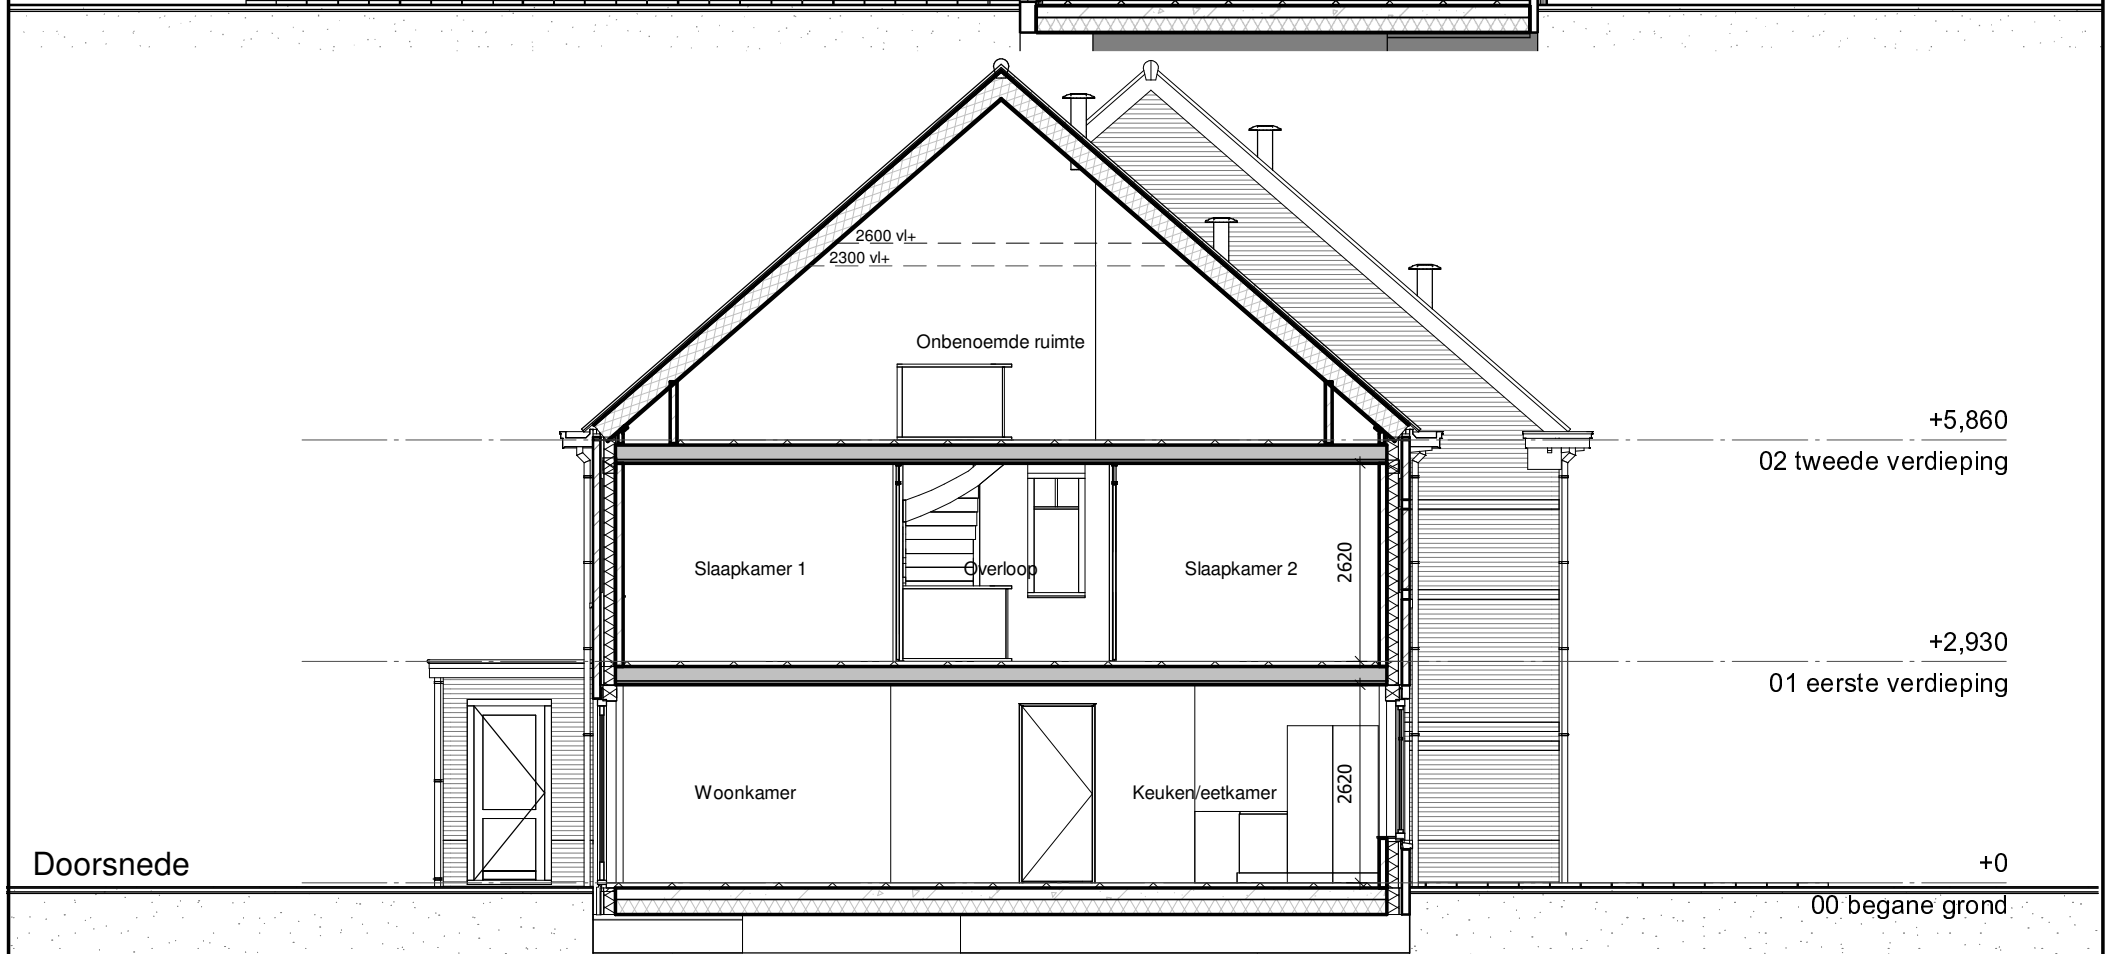 2600 vl+
2300 vl+
Onbenoemde ruimte
+5,860
02 tweede verdieping
Slaapkamer 1
Overloop
Slaapkamer 2
2620
+2,930
01 eerste verdieping
Woonkamer
Keuken/eetkamer
2620
Doorsnede
+0
00 begane grond